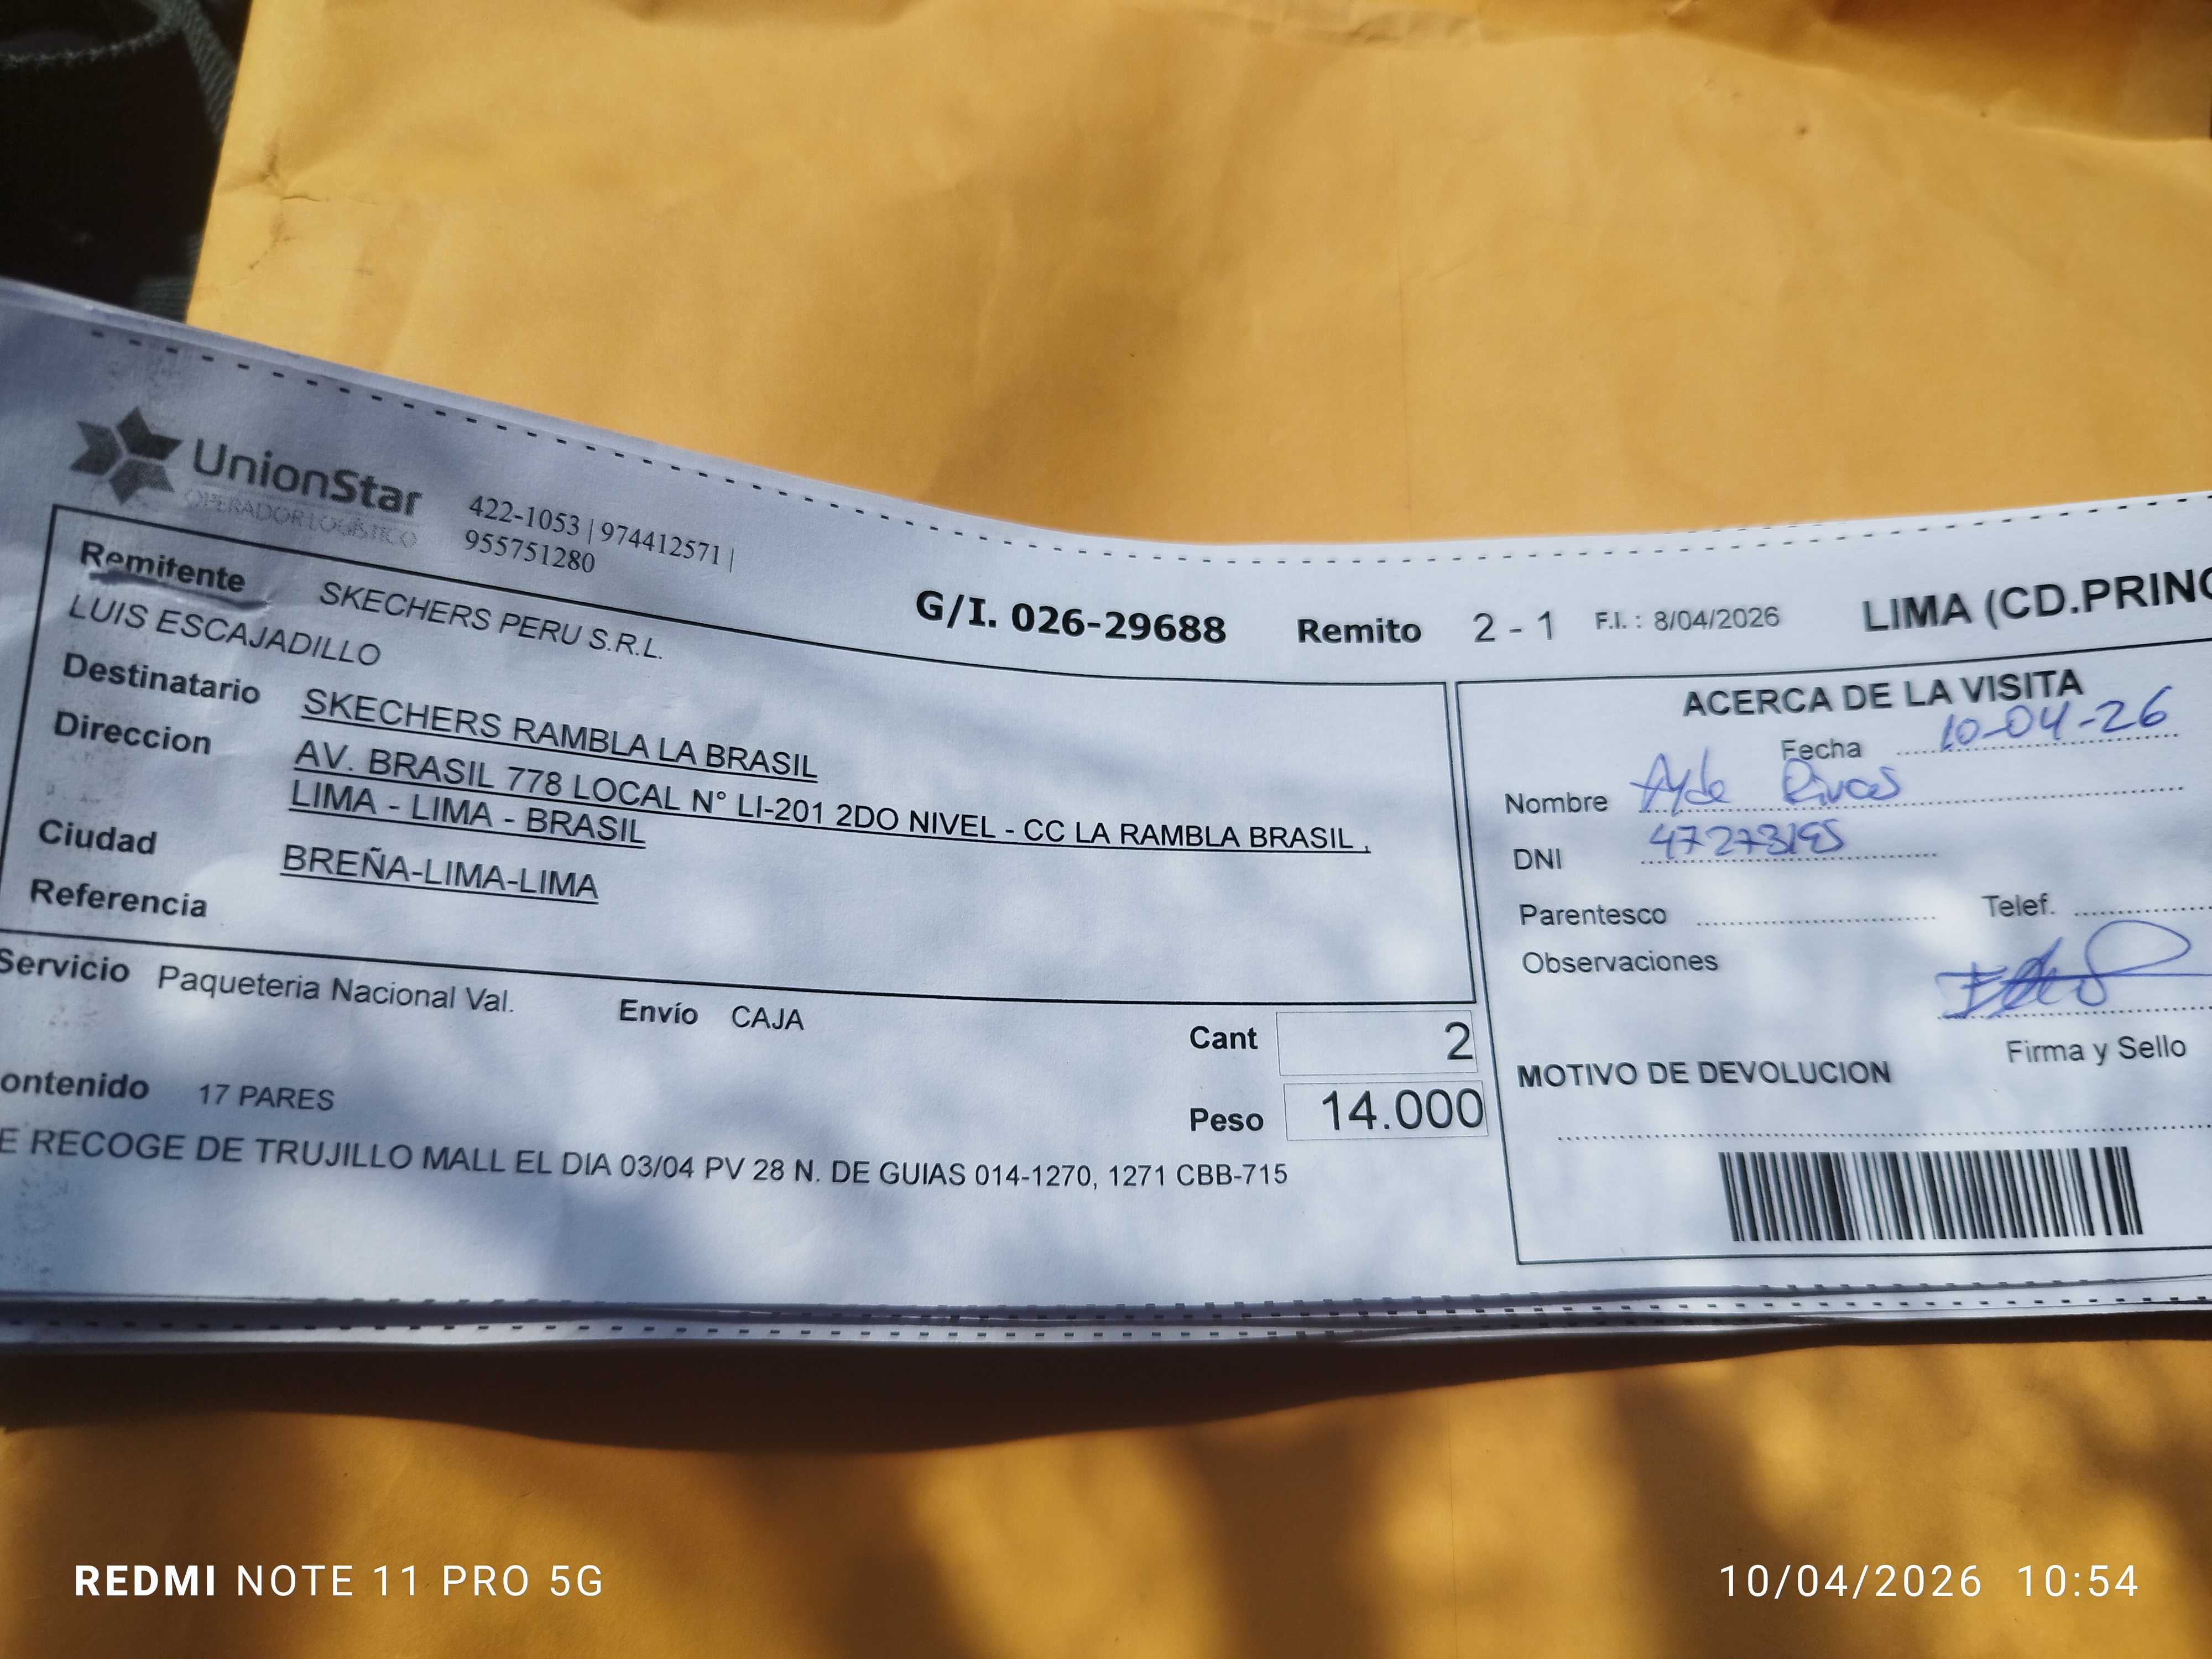 UnionStar
OPERADOR LOGÍSTICO
422-1053 | 974412571 |
955751280
G/I. 026-29688 Remito 2 - 1 F.I. : 8/04/2026 LIMA (CD.PRINC
Remitente SKECHERS PERU S.R.L.
LUIS ESCAJADILLO
Destinatario SKECHERS RAMBLA LA BRASIL
Direccion AV. BRASIL 778 LOCAL N° LI-201 2DO NIVEL - CC LA RAMBLA BRASIL ,
LIMA - LIMA - BRASIL
Ciudad BREÑA-LIMA-LIMA
Referencia
Servicio Paqueteria Nacional Val. Envío CAJA
Cant 2
ontenido 17 PARES
Peso 14.000
E RECOGE DE TRUJILLO MALL EL DIA 03/04 PV 28 N. DE GUIAS 014-1270, 1271 CBB-715
ACERCA DE LA VISITA
Fecha 10-04-26
Nombre Ayde Rivas
DNI 47273195
Parentesco Telef.
Observaciones
Firma y Sello
MOTIVO DE DEVOLUCION
REDMI NOTE 11 PRO 5G
10/04/2026 10:54